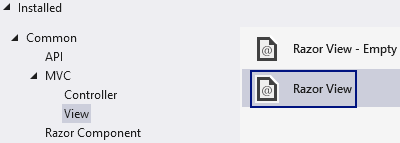 Installed
Common
API
MVC
Controller
View
Razor Component
Razor View - Empty
Razor View